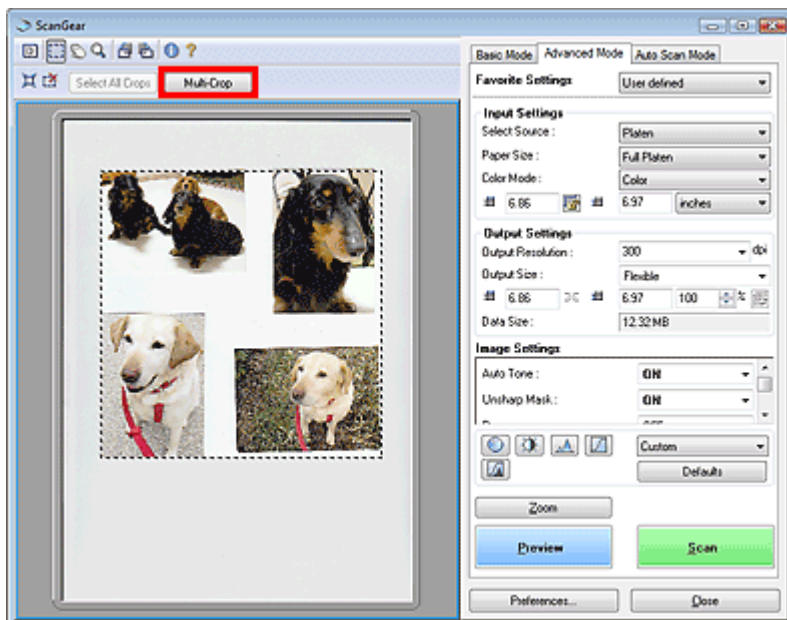 ScanGear
Select All Crops
Multi-Crop
Basic Mode
Advanced Mode
Auto Scan Mode
Favorite Settings
User defined
Input Settings
Select Source :
Platen
Paper Size :
Full Platen
Color Mode :
Color
6.86
6.97
inches
Output Settings
Output Resolution :
300
dpi
Output Size :
Flexible
6.86
6.97
100
%
Data Size :
12.32 MB
Image Settings
Auto Tone :
ON
Unsharp Mask :
ON
Custom
Defaults
Zoom
Preview
Scan
Preferences...
Close